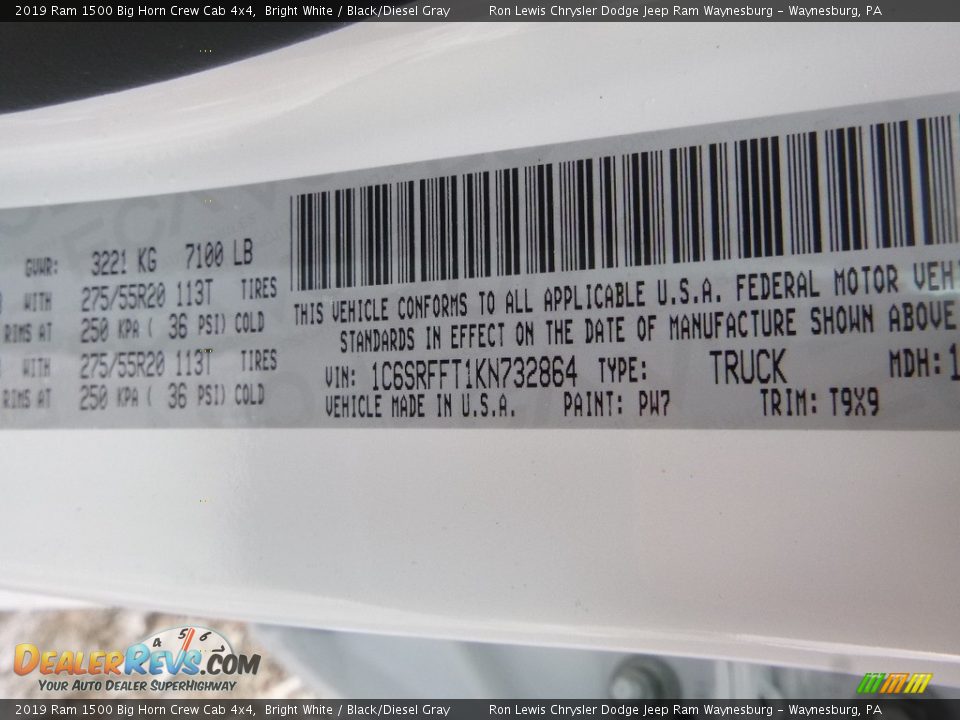 2019 Ram 1500 Big Horn Crew Cab 4x4, Bright White / Black/Diesel Gray Ron Lewis Chrysler Dodge Jeep Ram Waynesburg - Waynesburg, PA
GVWR: 3221 KG 7100 LB
WITH 275/55R20 113T TIRES
RIMS AT 250 KPA ( 36 PSI) COLD
WITH 275/55R20 113T TIRES
RIMS AT 250 KPA ( 36 PSI) COLD
THIS VEHICLE CONFORMS TO ALL APPLICABLE U.S.A. FEDERAL MOTOR VEH
STANDARDS IN EFFECT ON THE DATE OF MANUFACTURE SHOWN ABOVE
VIN: 1C6SRFFT1KN732864 TYPE: TRUCK MDH: 1
VEHICLE MADE IN U.S.A. PAINT: PW7 TRIM: T9X9
4 5 6
DEALERREVS.COM
YOUR AUTO DEALER SUPERHIGHWAY
2019 Ram 1500 Big Horn Crew Cab 4x4, Bright White / Black/Diesel Gray Ron Lewis Chrysler Dodge Jeep Ram Waynesburg - Waynesburg, PA